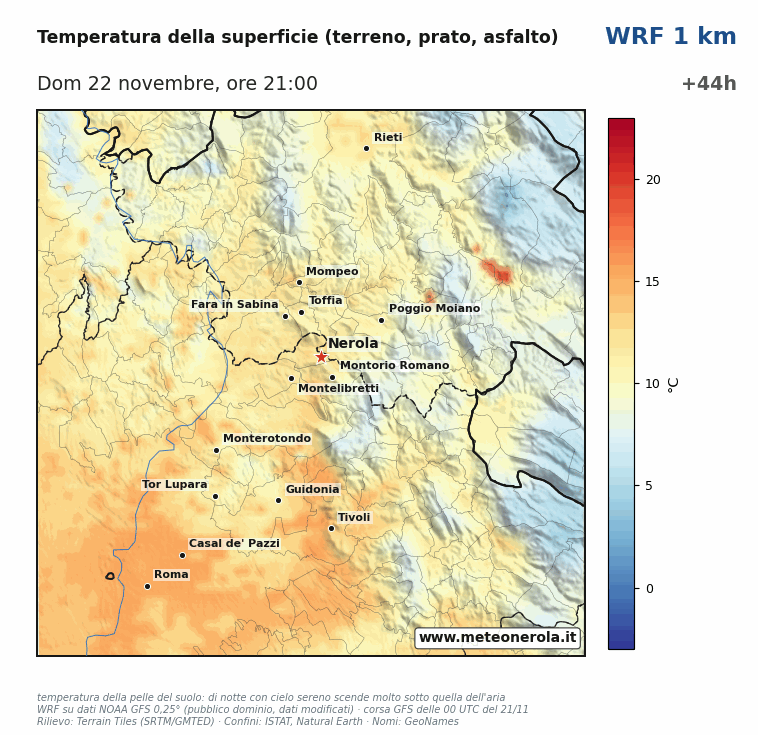 Temperatura della superficie (terreno, prato, asfalto)
WRF 1 km
Dom 22 novembre, ore 21:00
+44h
Rieti
Mompeo
Toffia
Fara in Sabina
Poggio Moiano
Nerola
Montorio Romano
Montelibretti
Monterotondo
Tor Lupara
Guidonia
Tivoli
Casal de' Pazzi
Roma
www.meteonerola.it
20
15
10
5
0
°C
temperatura della pelle del suolo: di notte con cielo sereno scende molto sotto quella dell'aria
WRF su dati NOAA GFS 0,25° (pubblico dominio, dati modificati) · corsa GFS delle 00 UTC del 21/11
Rilievo: Terrain Tiles (SRTM/GMTED) · Confini: ISTAT, Natural Earth · Nomi: GeoNames